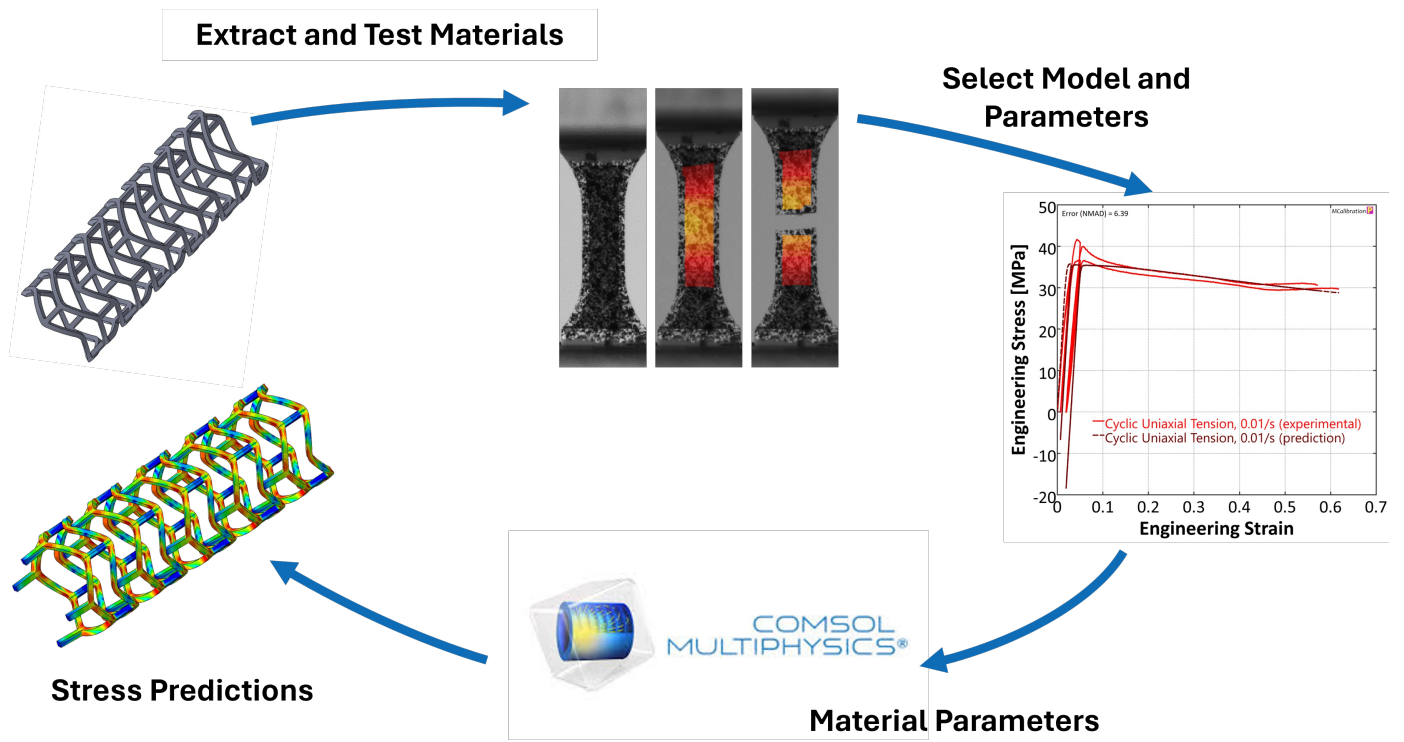 Extract and Test Materials
Select Model and
Parameters
Error (NMAD) = 6.39
MCalibration
50
40
30
20
10
0
-10
-20
Engineering Stress [MPa]
Cyclic Uniaxial Tension, 0.01/s (experimental)
Cyclic Uniaxial Tension, 0.01/s (prediction)
0 0.1 0.2 0.3 0.4 0.5 0.6 0.7
Engineering Strain
COMSOL
MULTIPHYSICS®
Stress Predictions
Material Parameters